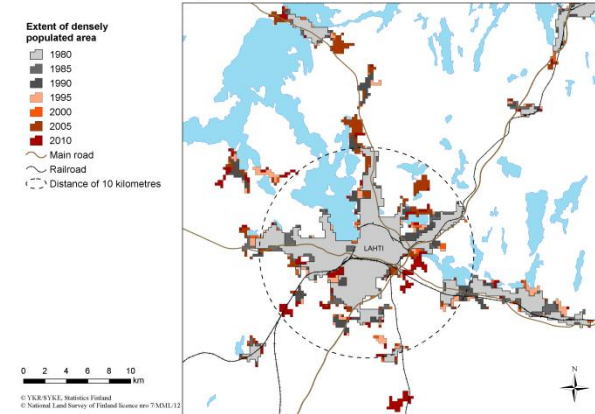 Extent of densely
populated area
1980
1985
1990
1995
2000
2005
2010
Main road
Railroad
Distance of 10 kilometres
LAHTI
0 2 4 6 8 10
km
N
© YKR/SYKE, Statistics Finland
© National Land Survey of Finland licence nro 7/MML/12